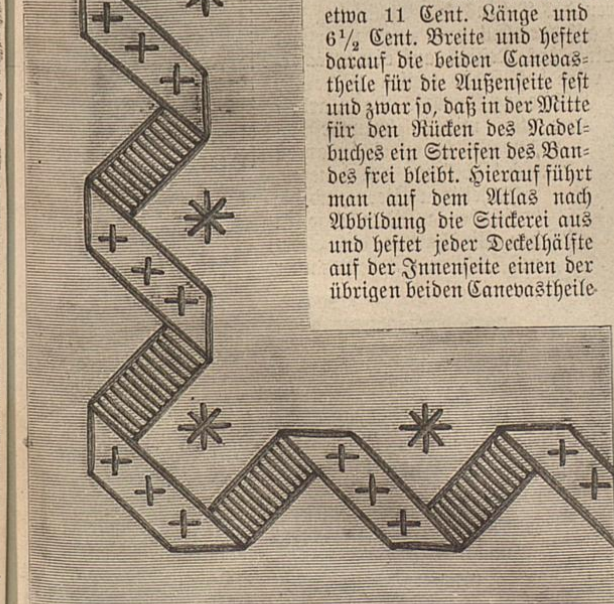 etwa 11 Cent. Länge und
6½ Cent. Breite und heftet
darauf die beiden Canevas-
theile für die Außenseite fest
und zwar so, daß in der Mitte
für den Rücken des Nadel-
buches ein Streifen des Ban-
des frei bleibt. Hierauf führt
man auf dem Atlas nach
Abbildung die Stickerei aus
und heftet jeder Deckelhälfte
auf der Innenseite einen der
übrigen beiden Canevastheile